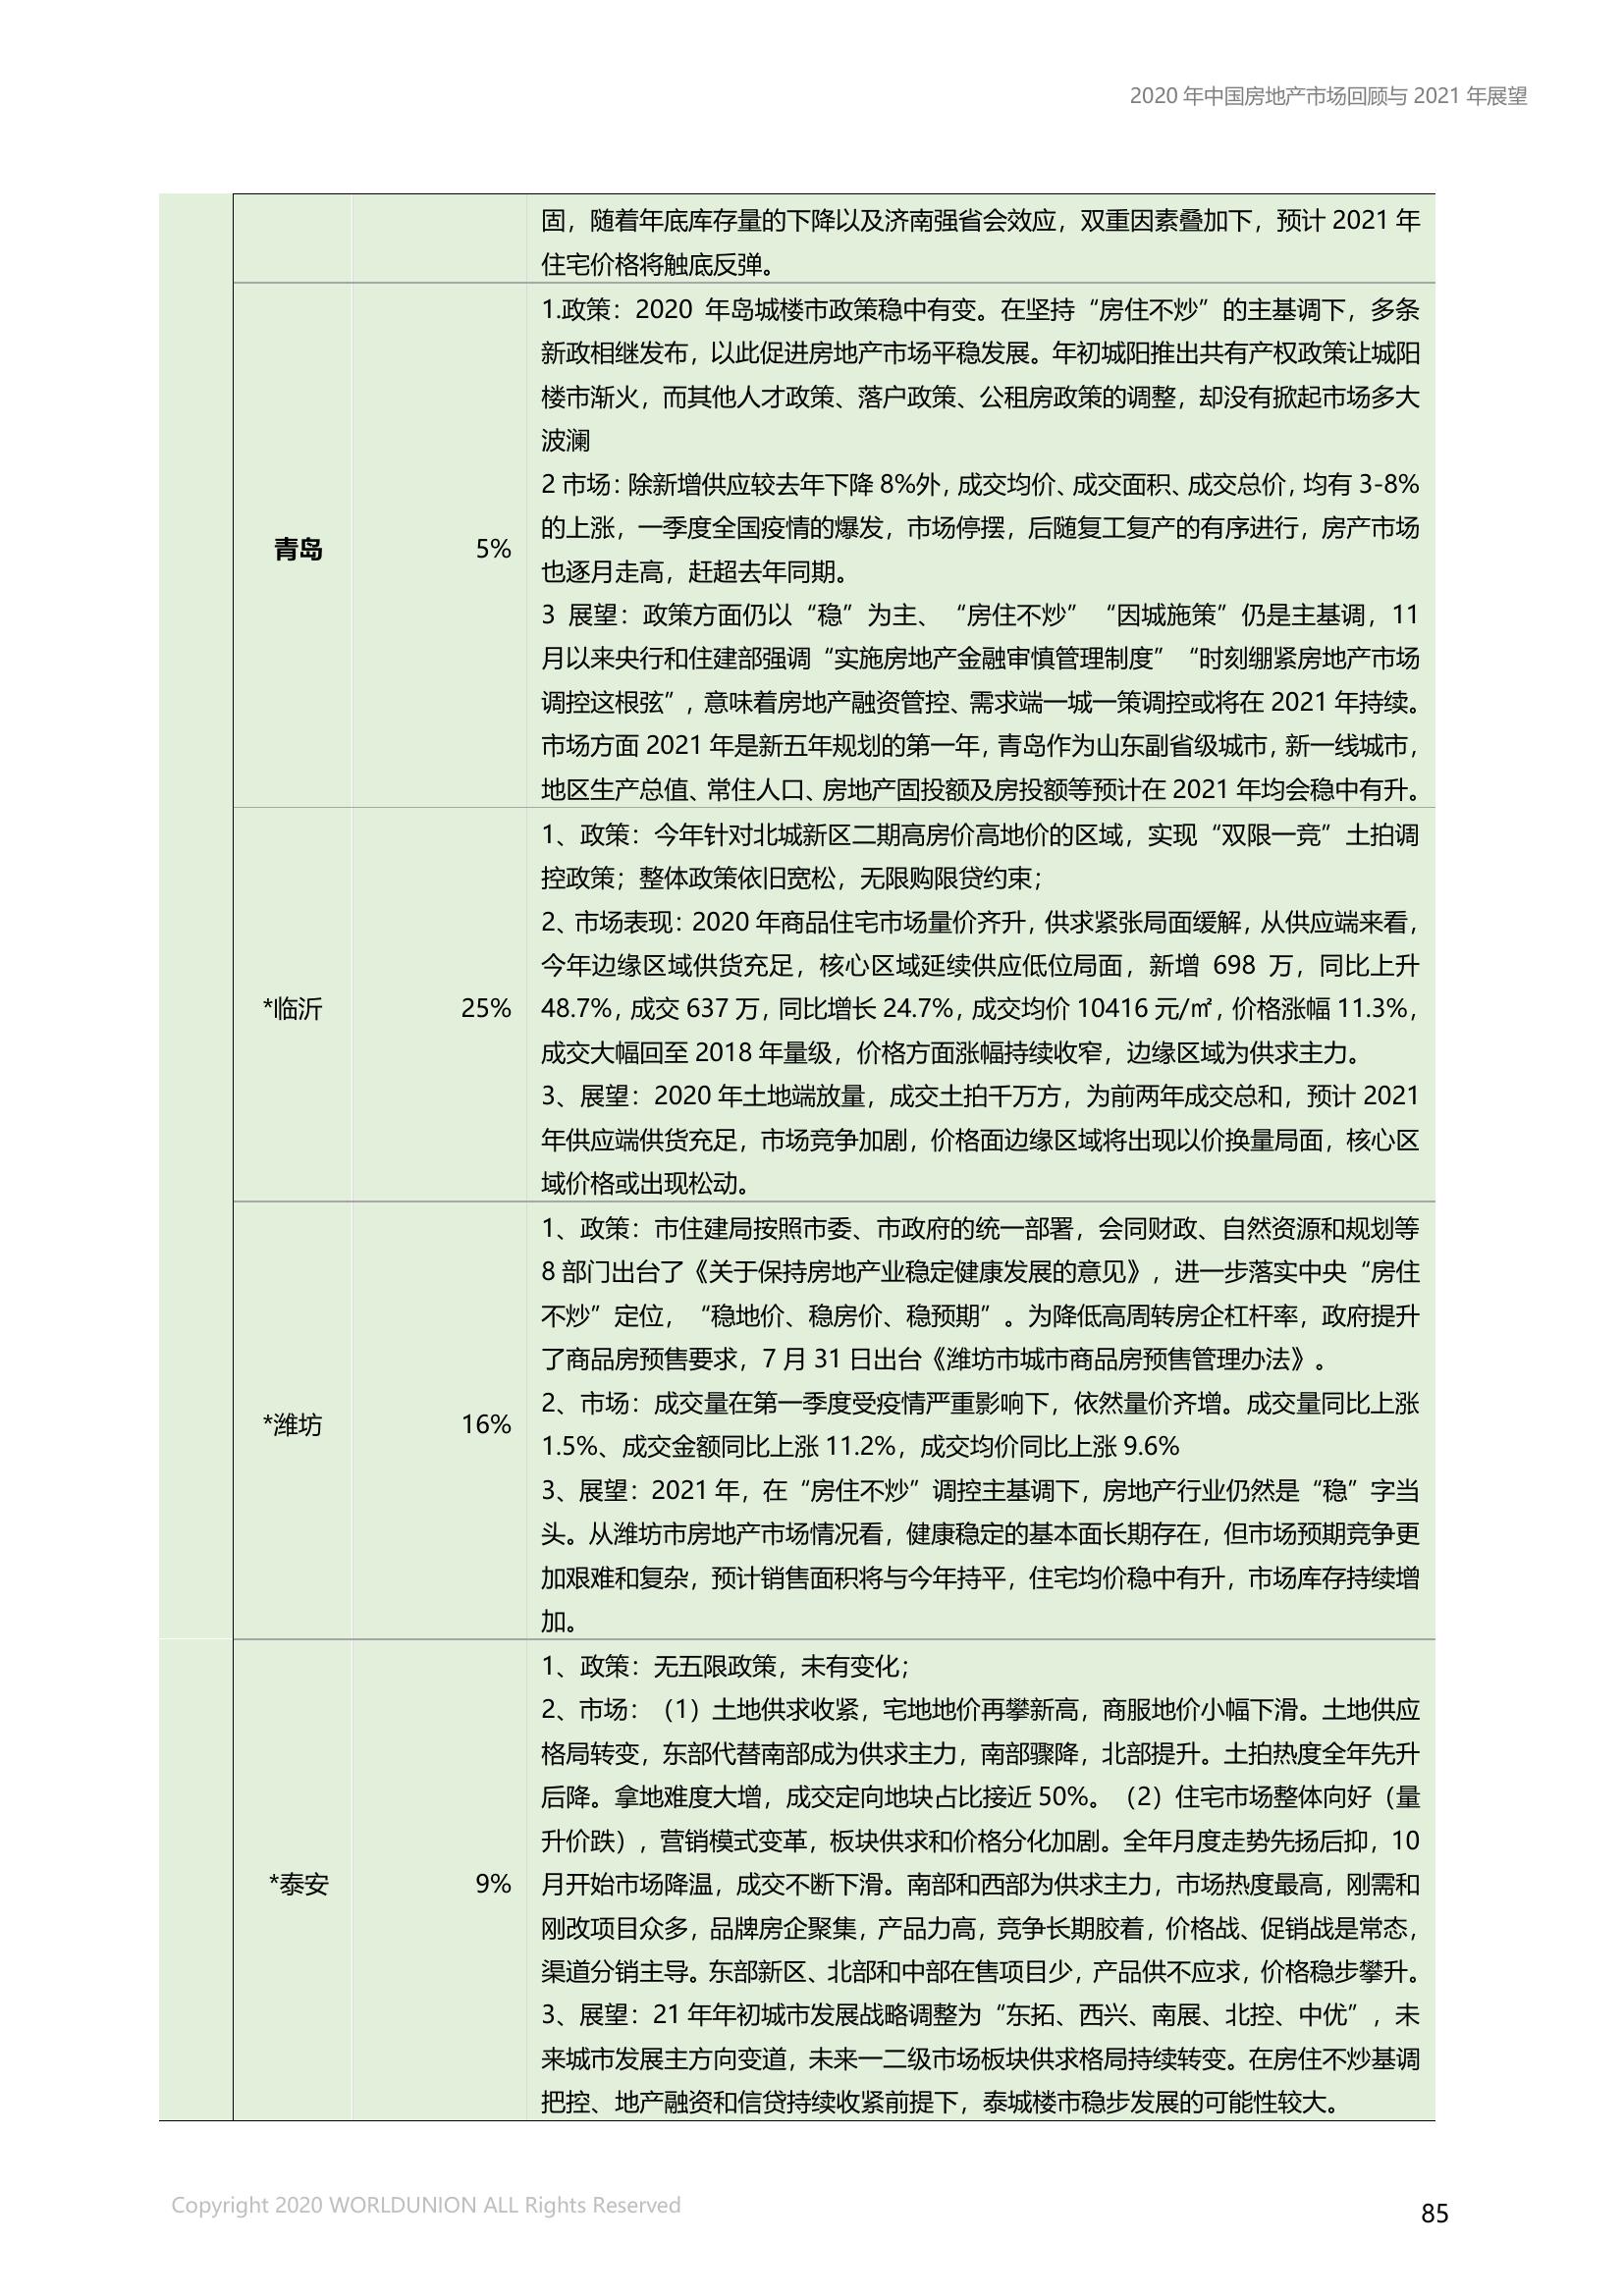 2020 年中国房地产市场回顾与 2021 年展望
固，随着年底库存量的下降以及济南强省会效应，双重因素叠加下，预计 2021 年
住宅价格将触底反弹。
青岛
5%
1.政策：2020 年岛城楼市政策稳中有变。在坚持“房住不炒”的主基调下，多条
新政相继发布，以此促进房地产市场平稳发展。年初城阳推出共有产权政策让城阳
楼市渐火，而其他人才政策、落户政策、公租房政策的调整，却没有掀起市场多大
波澜
2 市场：除新增供应较去年下降 8%外，成交均价、成交面积、成交总价，均有 3-8%
的上涨，一季度全国疫情的爆发，市场停摆，后随复工复产的有序进行，房产市场
也逐月走高，赶超去年同期。
3 展望：政策方面仍以“稳”为主、“房住不炒”“因城施策”仍是主基调，11
月以来央行和住建部强调“实施房地产金融审慎管理制度”“时刻绷紧房地产市场
调控这根弦”，意味着房地产融资管控、需求端一城一策调控或将在 2021 年持续。
市场方面 2021 年是新五年规划的第一年，青岛作为山东副省级城市，新一线城市，
地区生产总值、常住人口、房地产固投额及房投额等预计在 2021 年均会稳中有升。
*临沂
25%
1、政策：今年针对北城新区二期高房价高地价的区域，实现“双限一竞”土拍调
控政策；整体政策依旧宽松，无限购限贷约束；
2、市场表现：2020 年商品住宅市场量价齐升，供求紧张局面缓解，从供应端来看，
今年边缘区域供货充足，核心区域延续供应低位局面，新增 698 万，同比上升
48.7%，成交 637 万，同比增长 24.7%，成交均价 10416 元/㎡，价格涨幅 11.3%，
成交大幅回至 2018 年量级，价格方面涨幅持续收窄，边缘区域为供求主力。
3、展望：2020 年土地端放量，成交土拍千万方，为前两年成交总和，预计 2021
年供应端供货充足，市场竞争加剧，价格面边缘区域将出现以价换量局面，核心区
域价格或出现松动。
*潍坊
16%
1、政策：市住建局按照市委、市政府的统一部署，会同财政、自然资源和规划等
8 部门出台了《关于保持房地产业稳定健康发展的意见》，进一步落实中央“房住
不炒”定位，“稳地价、稳房价、稳预期”。为降低高周转房企杠杆率，政府提升
了商品房预售要求，7 月 31 日出台《潍坊市城市商品房预售管理办法》。
2、市场：成交量在第一季度受疫情严重影响下，依然量价齐增。成交量同比上涨
1.5%、成交金额同比上涨 11.2%，成交均价同比上涨 9.6%
3、展望：2021 年，在“房住不炒”调控主基调下，房地产行业仍然是“稳”字当
头。从潍坊市房地产市场情况看，健康稳定的基本面长期存在，但市场预期竞争更
加艰难和复杂，预计销售面积将与今年持平，住宅均价稳中有升，市场库存持续增
加。
*泰安
9%
1、政策：无五限政策，未有变化；
2、市场：（1）土地供求收紧，宅地地价再攀新高，商服地价小幅下滑。土地供应
格局转变，东部代替南部成为供求主力，南部骤降，北部提升。土拍热度全年先升
后降。拿地难度大增，成交定向地块占比接近 50%。（2）住宅市场整体向好（量
升价跌），营销模式变革，板块供求和价格分化加剧。全年月度走势先扬后抑，10
月开始市场降温，成交不断下滑。南部和西部为供求主力，市场热度最高，刚需和
刚改项目众多，品牌房企聚集，产品力高，竞争长期胶着，价格战、促销战是常态，
渠道分销主导。东部新区、北部和中部在售项目少，产品供不应求，价格稳步攀升。
3、展望：21 年年初城市发展战略调整为“东拓、西兴、南展、北控、中优”，未
来城市发展主方向变道，未来一二级市场板块供求格局持续转变。在房住不炒基调
把控、地产融资和信贷持续收紧前提下，泰城楼市稳步发展的可能性较大。
Copyright 2020 WORLDUNION ALL Rights Reserved
85